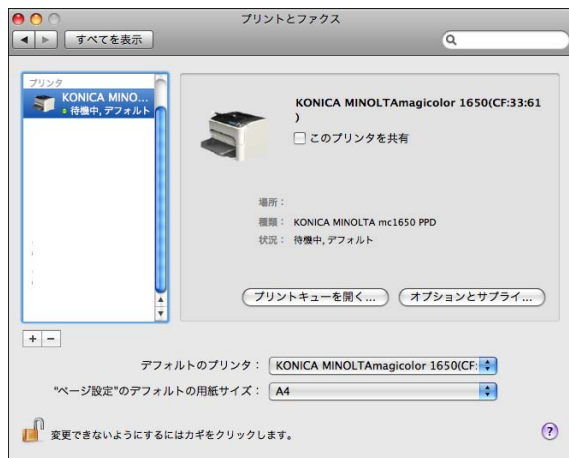 プリントとファクス
すべてを表示
プリンタ
KONICA MINO...
待機中, デフォルト
KONICA MINOLTAmagicolor 1650(CF:33:61
)
このプリンタを共有
場所：
種類： KONICA MINOLTA mc1650 PPD
状況： 待機中, デフォルト
プリントキューを開く... オプションとサプライ...
+ −
デフォルトのプリンタ： KONICA MINOLTAmagicolor 1650(CF:
"ページ設定"のデフォルトの用紙サイズ： A4
変更できないようにするにはカギをクリックします。 ?